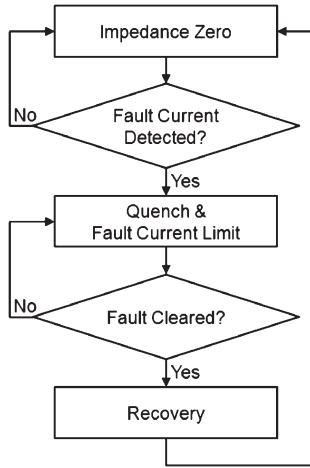 Impedance Zero
No
Fault Current
Detected?
Yes
Quench &
Fault Current Limit
No
Fault Cleared?
Yes
Recovery